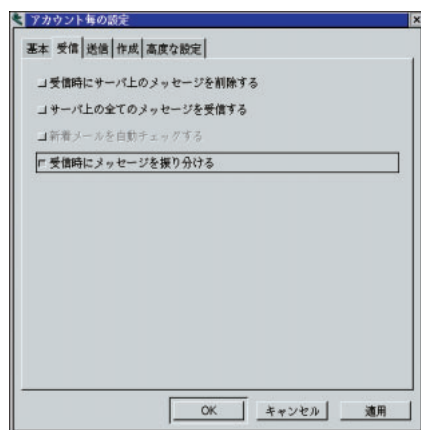 アカウント毎の設定
基本 受信 送信 作成 高度な設定
受信時にサーバ上のメッセージを削除する
サーバ上の全てのメッセージを受信する
新着メールを自動チェックする
受信時にメッセージを振り分ける
OK キャンセル 適用